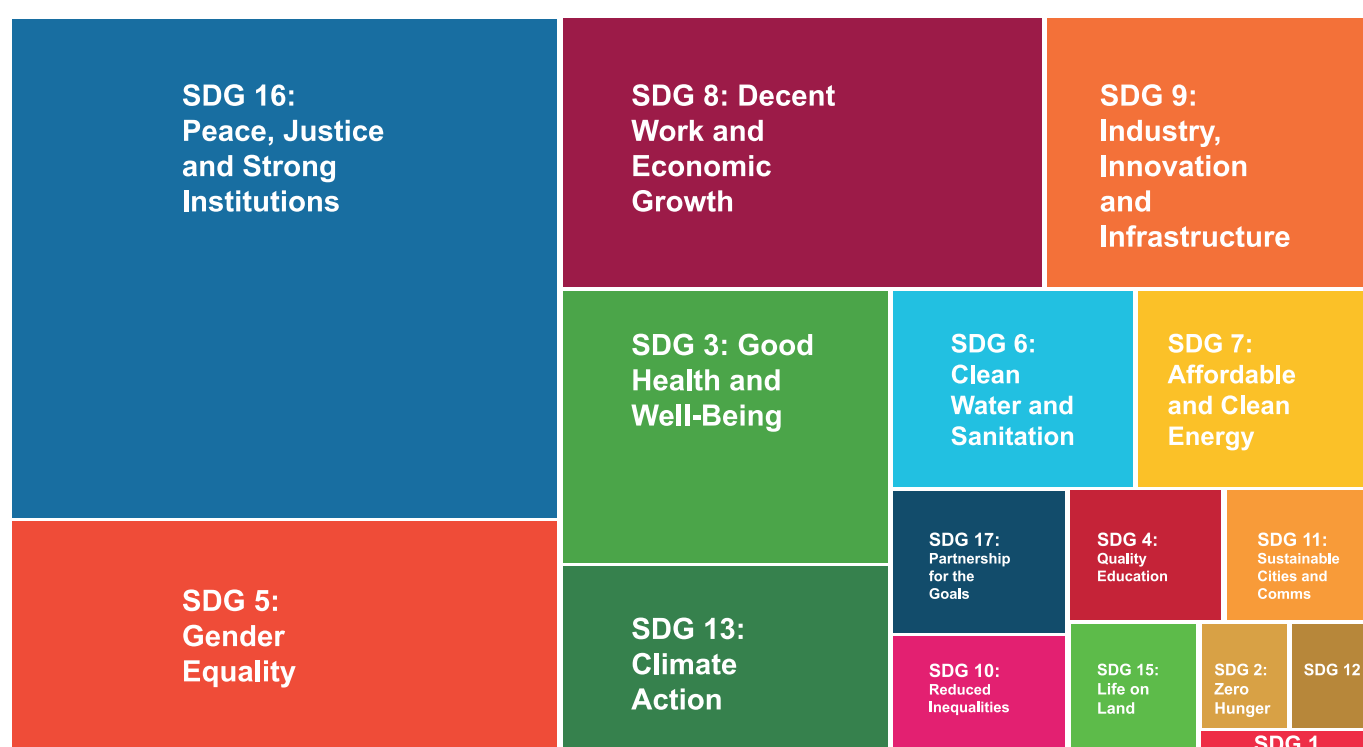 SDG 16:
Peace, Justice
and Strong
Institutions
SDG 8: Decent
Work and
Economic
Growth
SDG 9:
Industry,
Innovation
and
Infrastructure
SDG 3: Good
Health and
Well-Being
SDG 6:
Clean
Water and
Sanitation
SDG 7:
Affordable
and Clean
Energy
SDG 5:
Gender
Equality
SDG 13:
Climate
Action
SDG 17:
Partnership
for the
Goals
SDG 4:
Quality
Education
SDG 11:
Sustainable
Cities and
Comms
SDG 10:
Reduced
Inequalities
SDG 15:
Life on
Land
SDG 2:
Zero
Hunger
SDG 12
SDG 1